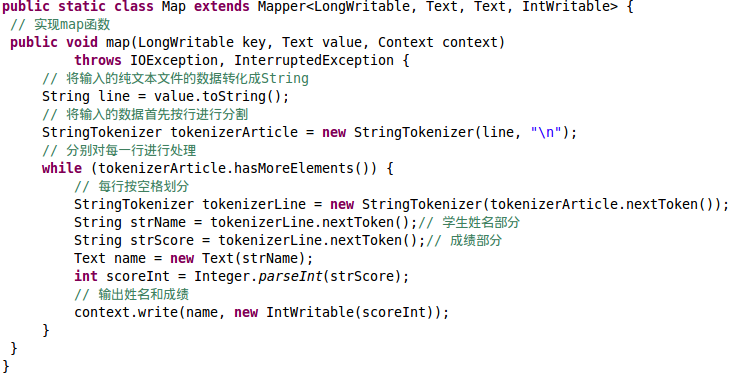 public static class Map extends Mapper<LongWritable, Text, Text, IntWritable> {
// 实现map函数
public void map(LongWritable key, Text value, Context context)
throws IOException, InterruptedException {
// 将输入的纯文本文件的数据转化成String
String line = value.toString();
// 将输入的数据首先按行进行分割
StringTokenizer tokenizerArticle = new StringTokenizer(line, "\n");
// 分别对每一行进行处理
while (tokenizerArticle.hasMoreElements()) {
// 每行按空格划分
StringTokenizer tokenizerLine = new StringTokenizer(tokenizerArticle.nextToken());
String strName = tokenizerLine.nextToken();// 学生姓名部分
String strScore = tokenizerLine.nextToken();// 成绩部分
Text name = new Text(strName);
int scoreInt = Integer.parseInt(strScore);
// 输出姓名和成绩
context.write(name, new IntWritable(scoreInt));
}
}
}